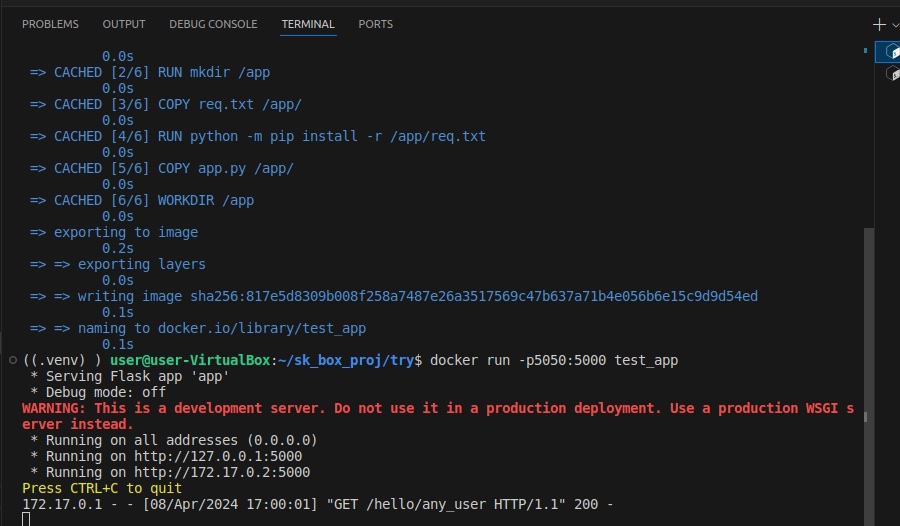 PROBLEMS OUTPUT DEBUG CONSOLE TERMINAL PORTS
0.0s
=> CACHED [2/6] RUN mkdir /app
0.0s
=> CACHED [3/6] COPY req.txt /app/
0.0s
=> CACHED [4/6] RUN python -m pip install -r /app/req.txt
0.0s
=> CACHED [5/6] COPY app.py /app/
0.0s
=> CACHED [6/6] WORKDIR /app
0.0s
=> exporting to image
0.2s
=> => exporting layers
0.0s
=> => writing image sha256:817e5d8309b008f258a7487e26a3517569c47b637a71b4e056b6e15c9d9d54ed
0.1s
=> => naming to docker.io/library/test_app
0.1s
((.venv) ) user@user-VirtualBox:~/sk_box_proj/try$ docker run -p5050:5000 test_app
* Serving Flask app 'app'
* Debug mode: off
WARNING: This is a development server. Do not use it in a production deployment. Use a production WSGI s
erver instead.
* Running on all addresses (0.0.0.0)
* Running on http://127.0.0.1:5000
* Running on http://172.17.0.2:5000
Press CTRL+C to quit
172.17.0.1 - - [08/Apr/2024 17:00:01] "GET /hello/any_user HTTP/1.1" 200 -